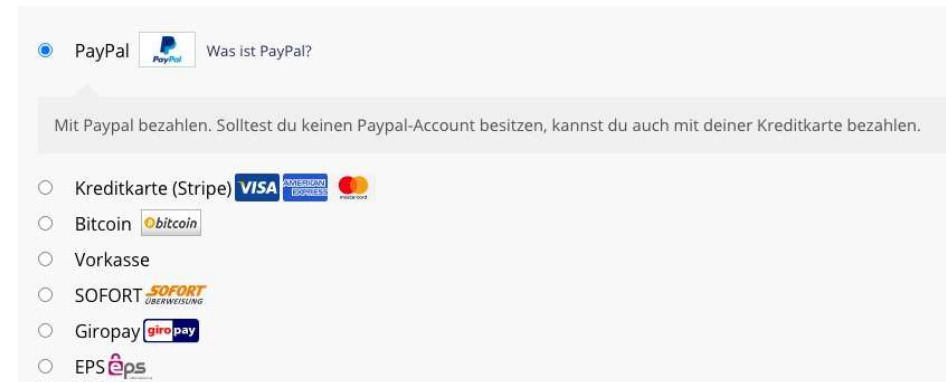 PayPal PayPal Was ist PayPal?
Mit Paypal bezahlen. Solltest du keinen Paypal-Account besitzen, kannst du auch mit deiner Kreditkarte bezahlen.
Kreditkarte (Stripe) VISA AMERICAN EXPRESS mastercard
Bitcoin bitcoin
Vorkasse
SOFORT SOFORT ÜBERWEISUNG
Giropay giropay
EPS eps